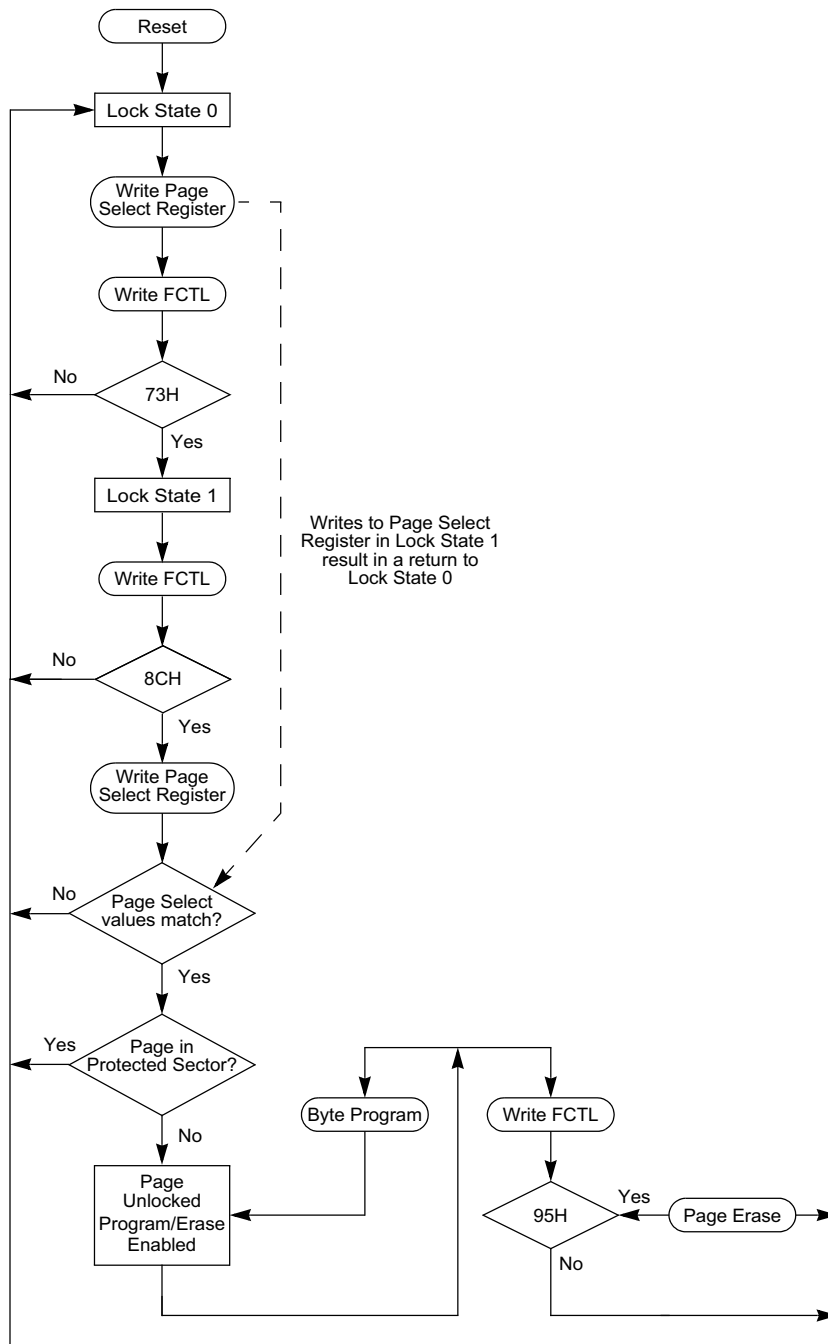 Reset
Lock State 0
Write Page
Select Register
Write FCTL
No
73H
Yes
Lock State 1
Writes to Page Select
Register in Lock State 1
result in a return to
Lock State 0
Write FCTL
No
8CH
Yes
Write Page
Select Register
No
Page Select
values match?
Yes
Yes
Page in
Protected Sector?
No
Byte Program
Write FCTL
Page
Unlocked
Program/Erase
Enabled
95H
Yes
Page Erase
No